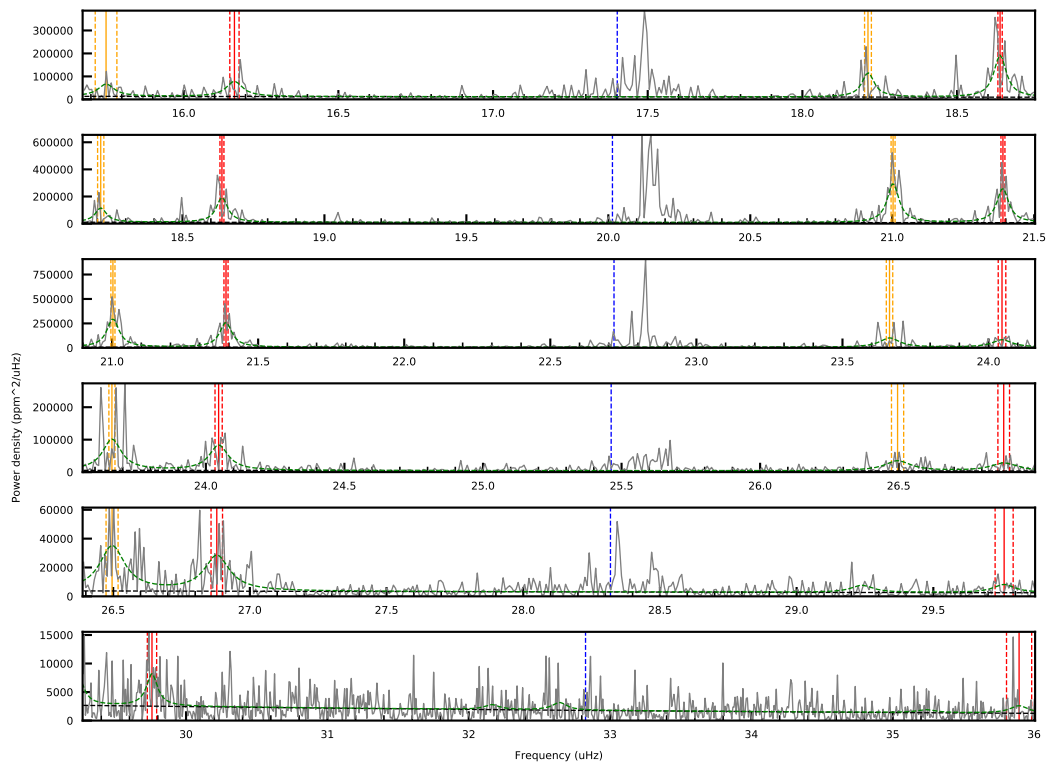 300000
200000
100000
0
16.0 16.5 17.0 17.5 18.0 18.5
600000
400000
200000
0
18.5 19.0 19.5 20.0 20.5 21.0 21.5
750000
500000
250000
0
21.0 21.5 22.0 22.5 23.0 23.5 24.0
Power density (ppm^2/uHz)
200000
100000
0
24.0 24.5 25.0 25.5 26.0 26.5
60000
40000
20000
0
26.5 27.0 27.5 28.0 28.5 29.0 29.5
15000
10000
5000
0
30 31 32 33 34 35 36
Frequency (uHz)